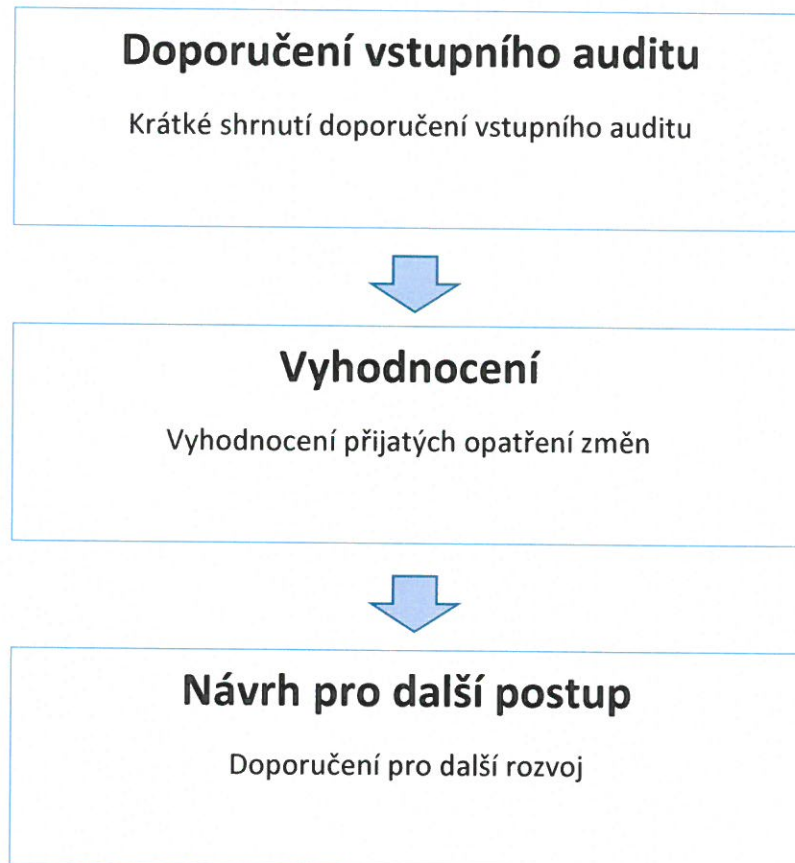 Doporučení vstupního auditu
Krátké shrnutí doporučení vstupního auditu
Vyhodnocení
Vyhodnocení přijatých opatření změn
Návrh pro další postup
Doporučení pro další rozvoj